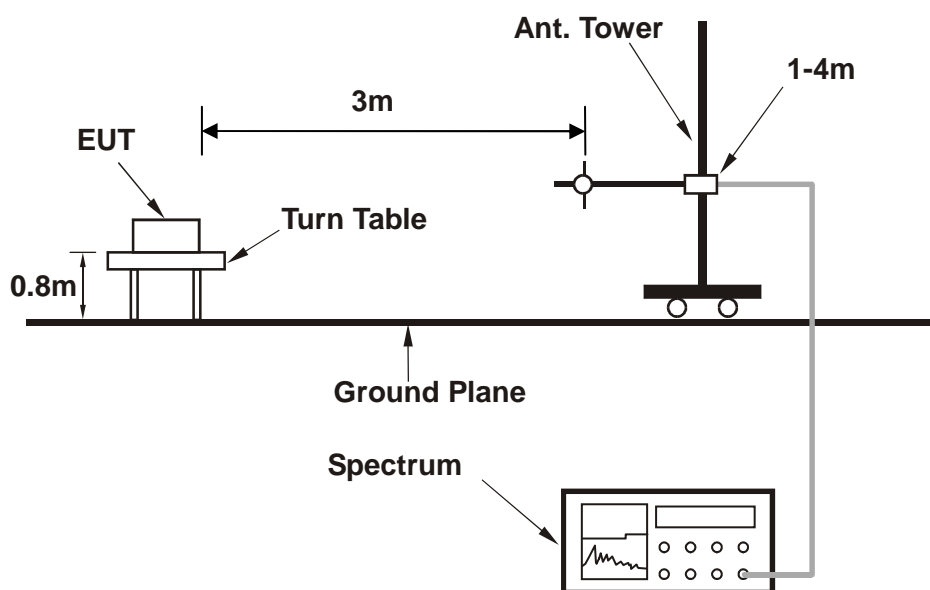 Ant. Tower
1-4m
3m
EUT
Turn Table
0.8m
Ground Plane
Spectrum